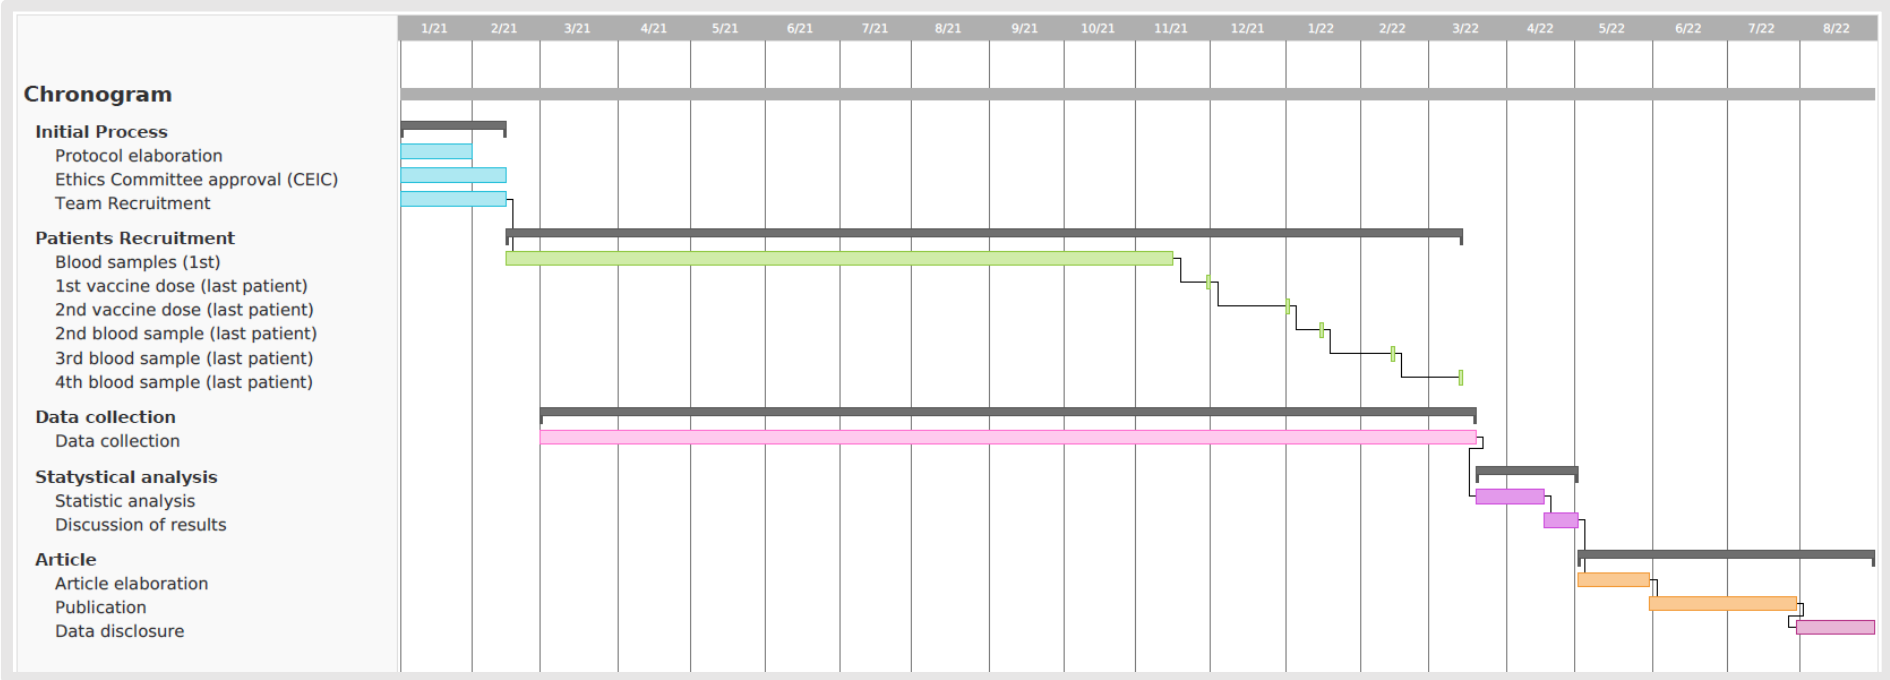 1/21 2/21 3/21 4/21 5/21 6/21 7/21 8/21 9/21 10/21 11/21 12/21 1/22 2/22 3/22 4/22 5/22 6/22 7/22 8/22
Chronogram
Initial Process
Protocol elaboration
Ethics Committee approval (CEIC)
Team Recruitment
Patients Recruitment
Blood samples (1st)
1st vaccine dose (last patient)
2nd vaccine dose (last patient)
2nd blood sample (last patient)
3rd blood sample (last patient)
4th blood sample (last patient)
Data collection
Data collection
Statystical analysis
Statistic analysis
Discussion of results
Article
Article elaboration
Publication
Data disclosure